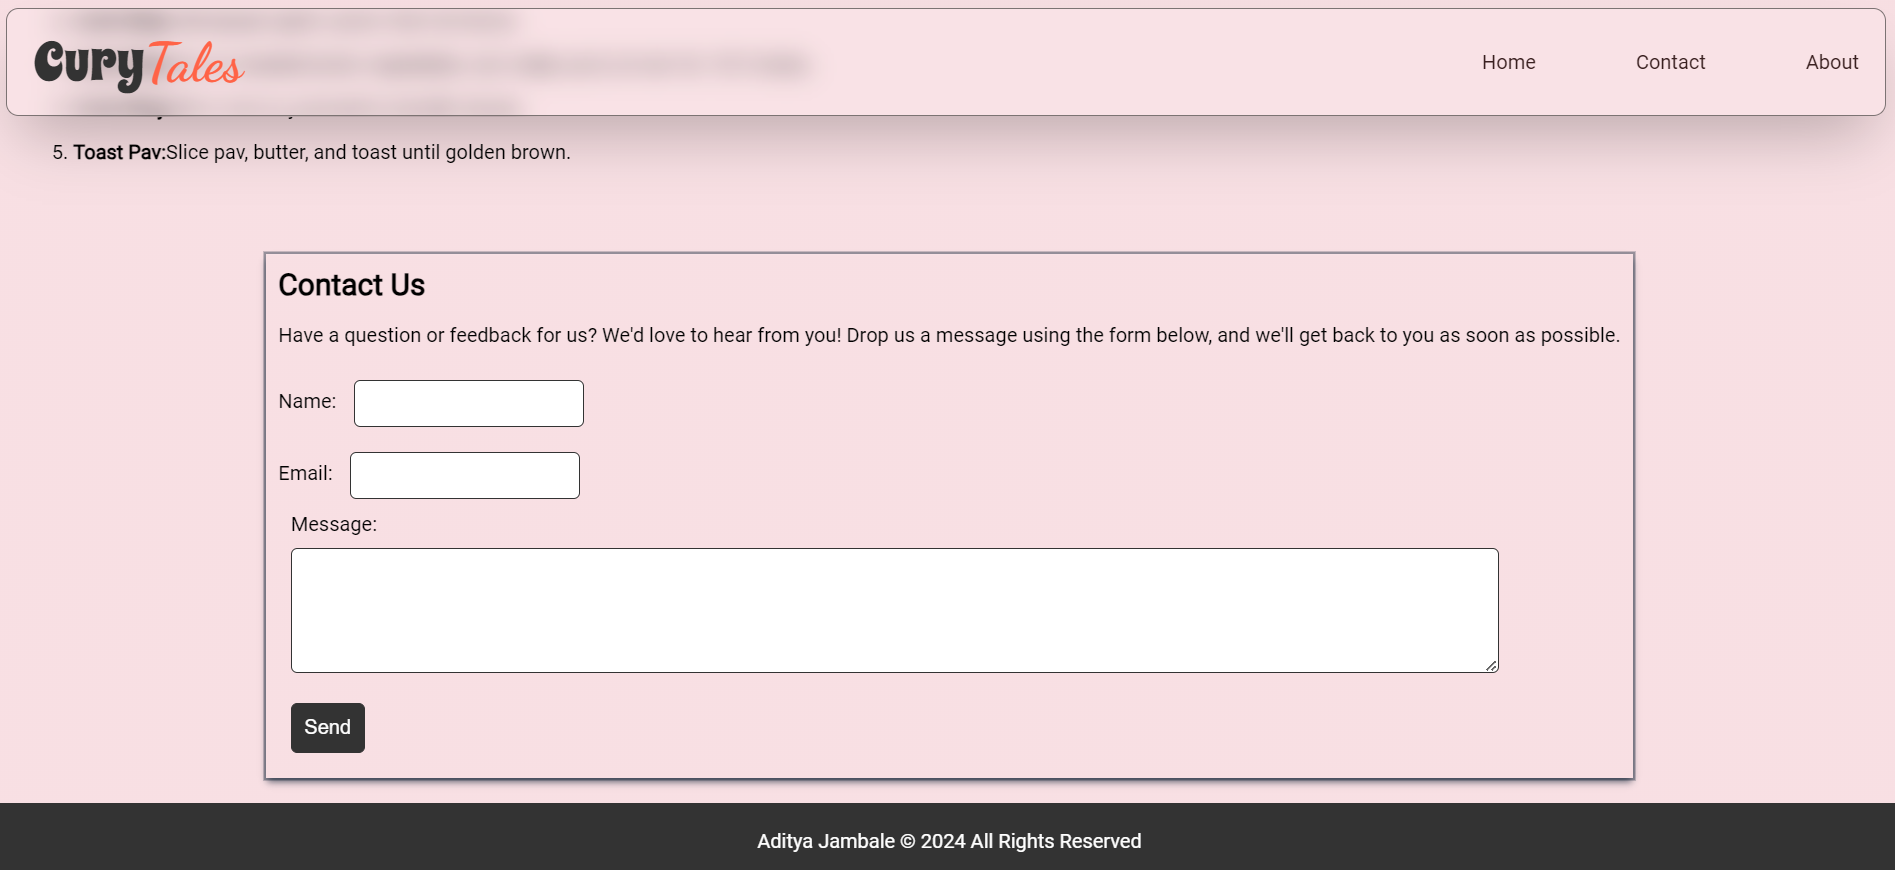 CuryTales
Home
Contact
About
5. Toast Pav:Slice pav, butter, and toast until golden brown.
Contact Us
Have a question or feedback for us? We'd love to hear from you! Drop us a message using the form below, and we'll get back to you as soon as possible.
Name:
Email:
Message:
Send
Aditya Jambale © 2024 All Rights Reserved